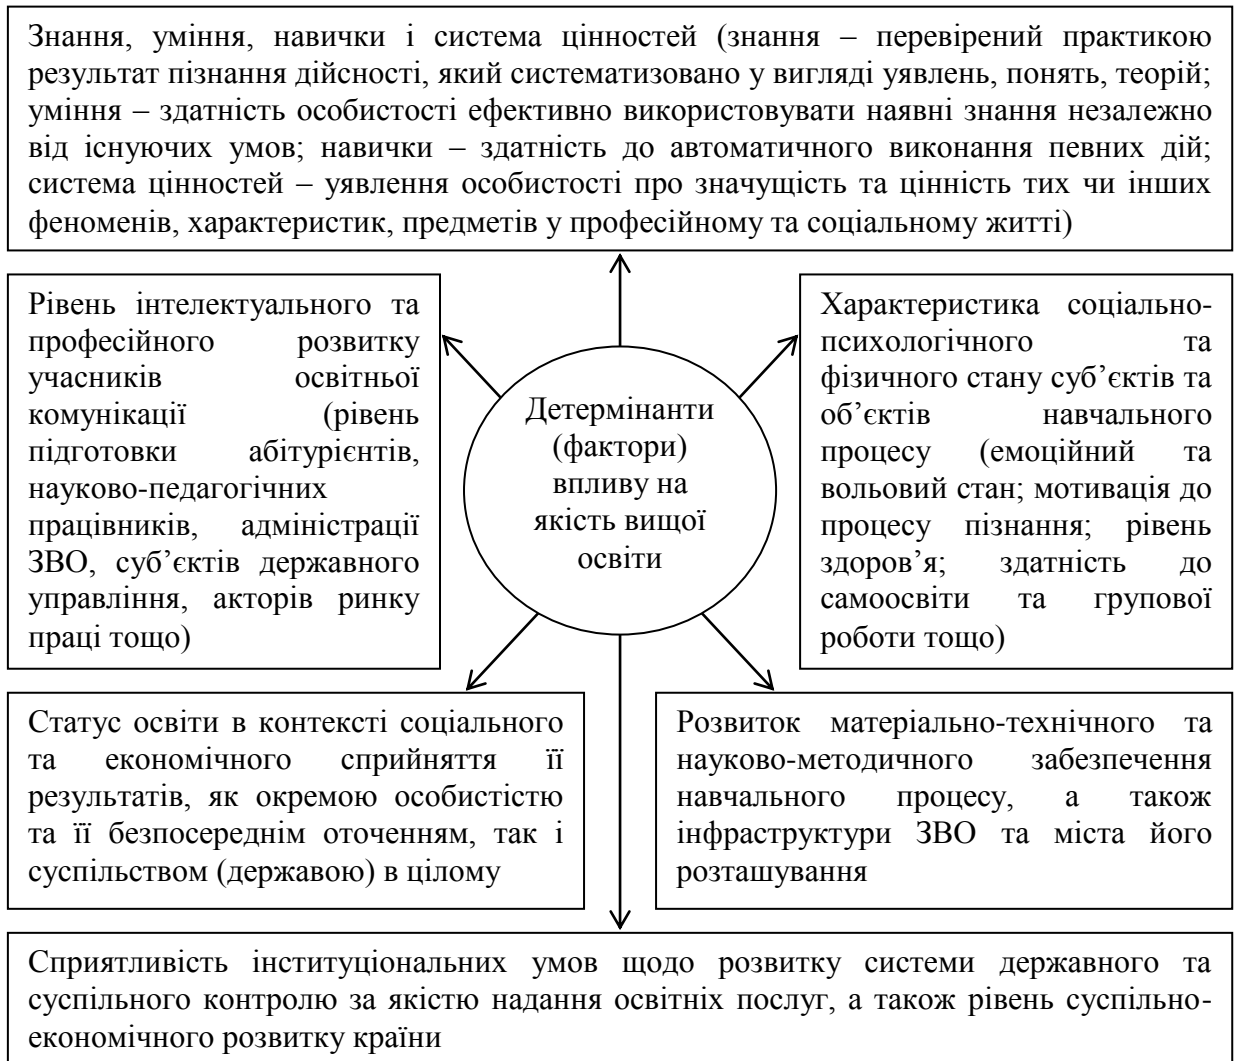 Знання, уміння, навички і система цінностей (знання – перевірений практикою
результат пізнання дійсності, який систематизовано у вигляді уявлень, понять, теорій;
уміння – здатність особистості ефективно використовувати наявні знання незалежно
від існуючих умов; навички – здатність до автоматичного виконання певних дій;
система цінностей – уявлення особистості про значущість та цінність тих чи інших
феноменів, характеристик, предметів у професійному та соціальному житті)
Рівень інтелектуального та
професійного розвитку
учасників освітньої
комунікації (рівень
підготовки абітурієнтів,
науково-педагогічних
працівників, адміністрації
ЗВО, суб’єктів державного
управління, акторів ринку
праці тощо)
Детермінанти
(фактори)
впливу на
якість вищої
освіти
Характеристика соціально-
психологічного та
фізичного стану суб’єктів та
об’єктів навчального
процесу (емоційний та
вольовий стан; мотивація до
процесу пізнання; рівень
здоров’я; здатність до
самоосвіти та групової
роботи тощо)
Статус освіти в контексті соціального
та економічного сприйняття її
результатів, як окремою особистістю
та її безпосереднім оточенням, так і
суспільством (державою) в цілому
Розвиток матеріально-технічного та
науково-методичного забезпечення
навчального процесу, а також
інфраструктури ЗВО та міста його
розташування
Сприятливість інституціональних умов щодо розвитку системи державного та
суспільного контролю за якістю надання освітніх послуг, а також рівень суспільно-
економічного розвитку країни